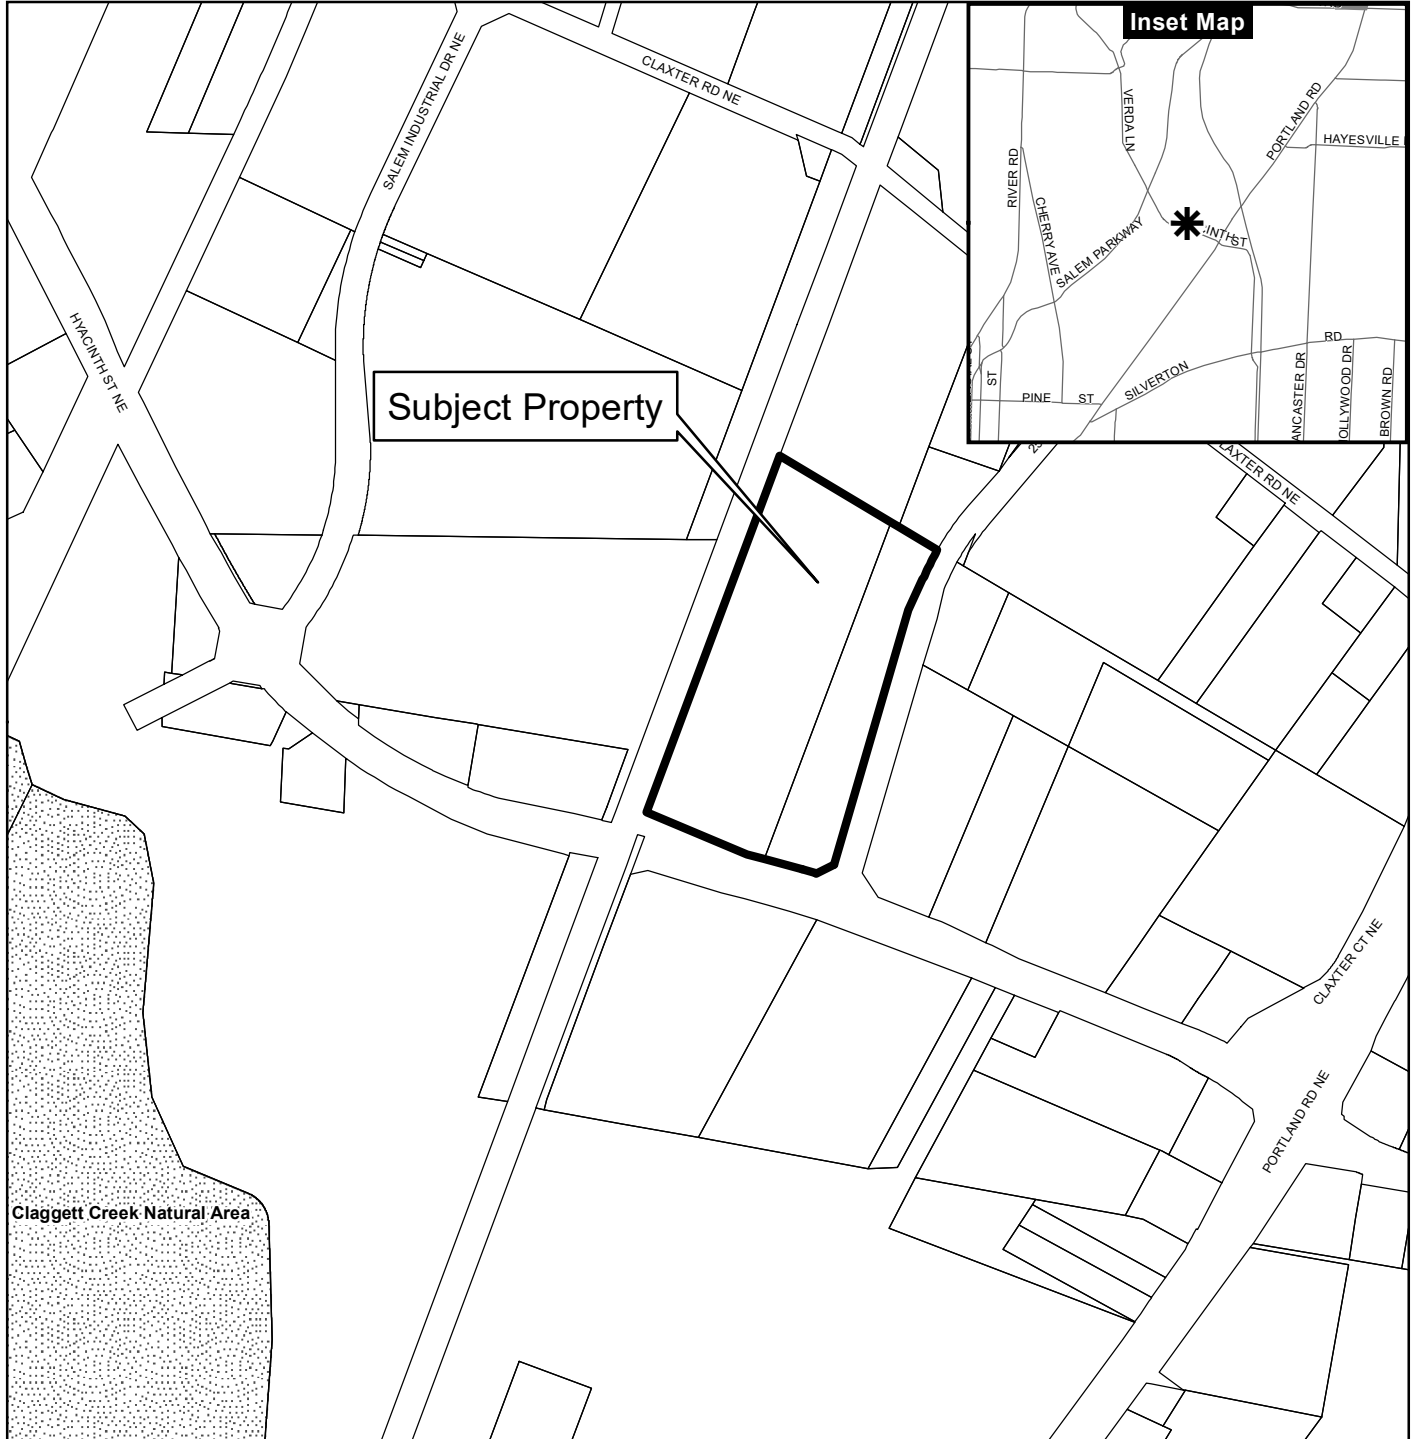 Inset Map
CLAXTER RD NE
SALEM INDUSTRIAL DR NE
VERDA LN
PORTLAND RD
HAYESVILLE
RIVER RD
CHERRY AVE
SALEM PARKWAY
INTH ST
HYACINTH ST NE
RD
SILVERTON
ST
PINE ST
ANCASTER DR
OLLYWOOD DR
BROWN RD
Subject Property
LAXTER RD NE
CLAXTER CT NE
PORTLAND RD NE
Claggett Creek Natural Area